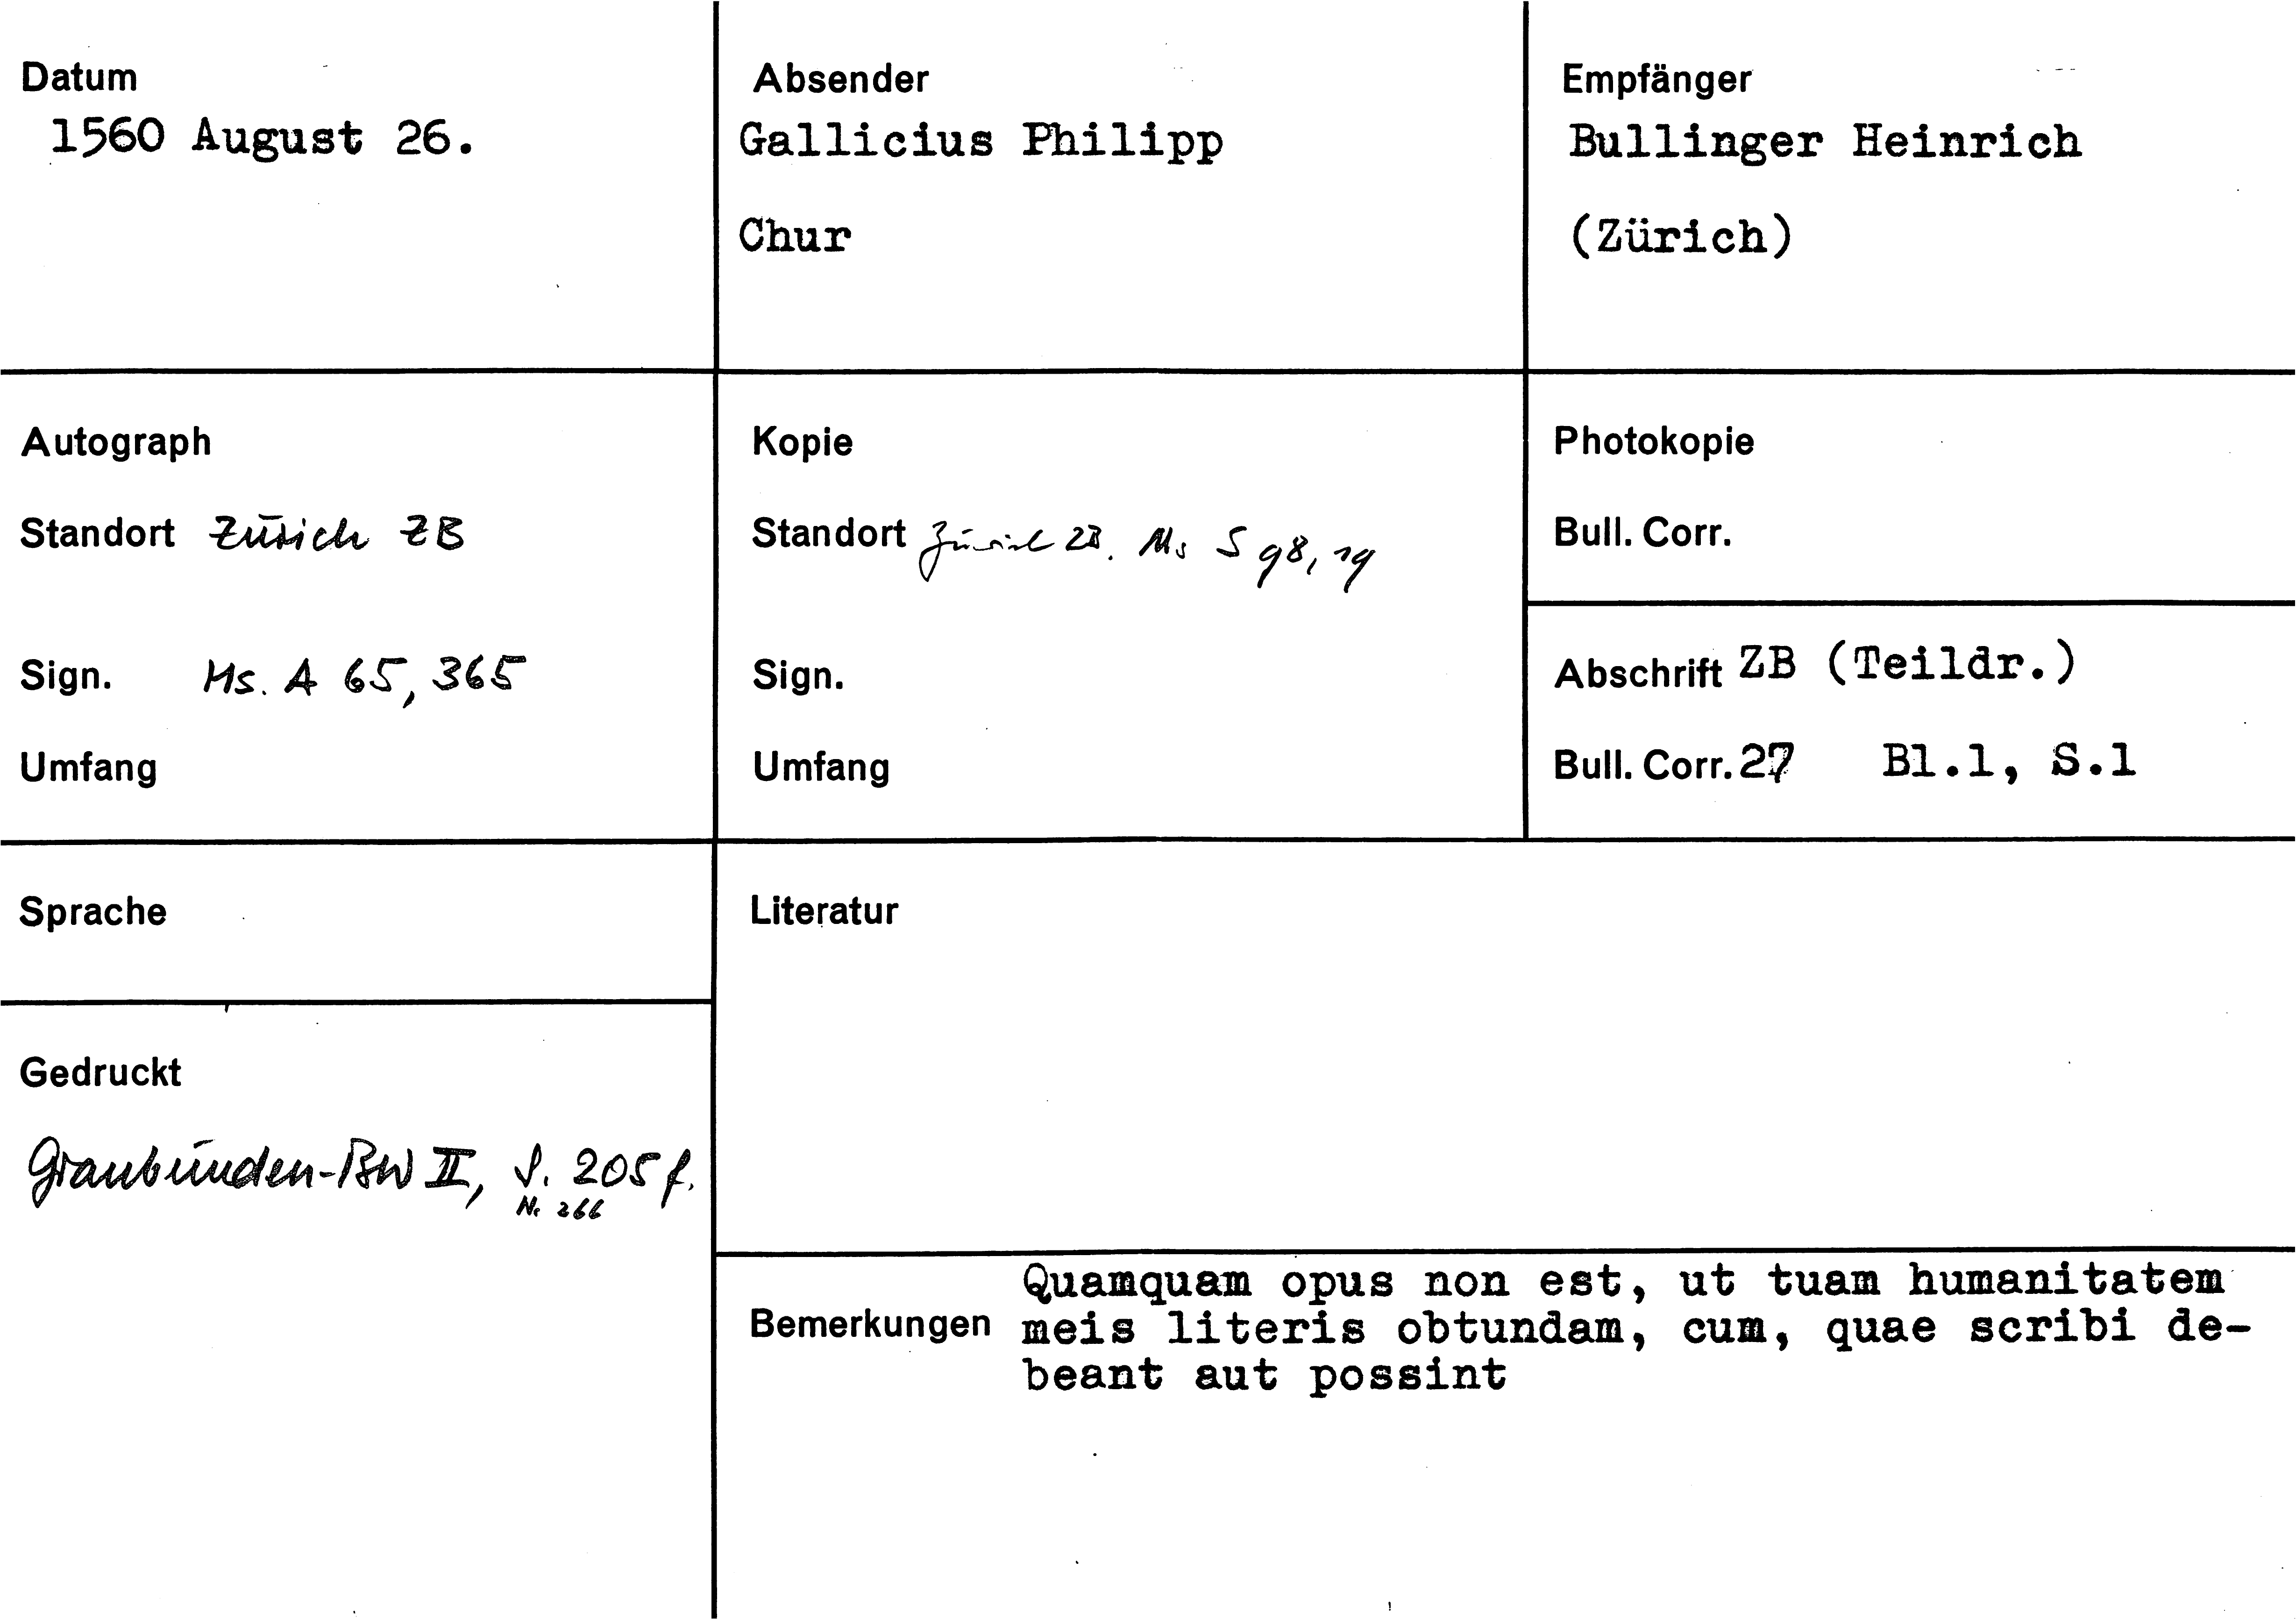 Datum
1560 August 26.
Absender
Gallicius Philipp
Chur
Empfänger
Bullinger Heinrich
(Zürich)
Autograph
Standort Zürich ZB
Sign. Ms. A 65, 365
Umfang
Kopie
Standort Zürich ZB. Ms S 98, 19
Sign.
Umfang
Photokopie
Bull. Corr.
Abschrift ZB (Teildr.)
Bull. Corr. 27 Bl.1, S.1
Sprache
Literatur
Gedruckt
Graubünden-BW II, S. 205 f.
Nr 266
Bemerkungen
Quamquam opus non est, ut tuam humanitatem
meis literis obtundam, cum, quae scribi de-
beant aut possint